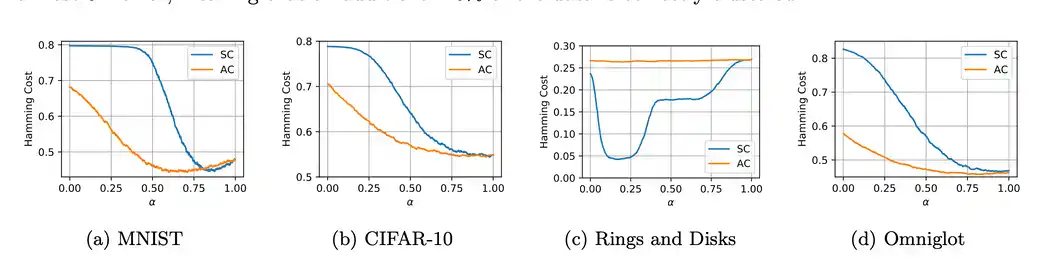 0.8
0.7
0.6
0.5
Hamming Cost
SC
AC
0.00 0.25 0.50 0.75 1.00
α
(a) MNIST
0.8
0.7
0.6
0.5
Hamming Cost
SC
AC
0.00 0.25 0.50 0.75 1.00
α
(b) CIFAR-10
0.30
0.25
0.20
0.15
0.10
0.05
0.00
Hamming Cost
SC
AC
0.00 0.25 0.50 0.75 1.00
α
(c) Rings and Disks
0.8
0.7
0.6
0.5
Hamming Cost
SC
AC
0.00 0.25 0.50 0.75 1.00
α
(d) Omniglot